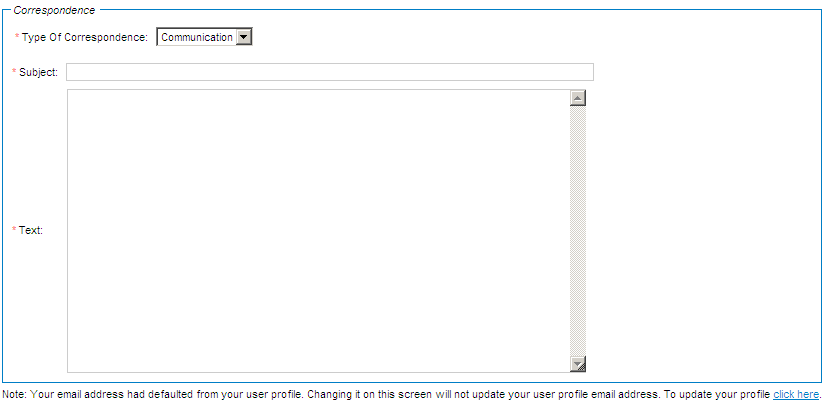 Correspondence
* Type Of Correspondence: Communication
* Subject:
* Text:
Note: Your email address had defaulted from your user profile. Changing it on this screen will not update your user profile email address. To update your profile click here.